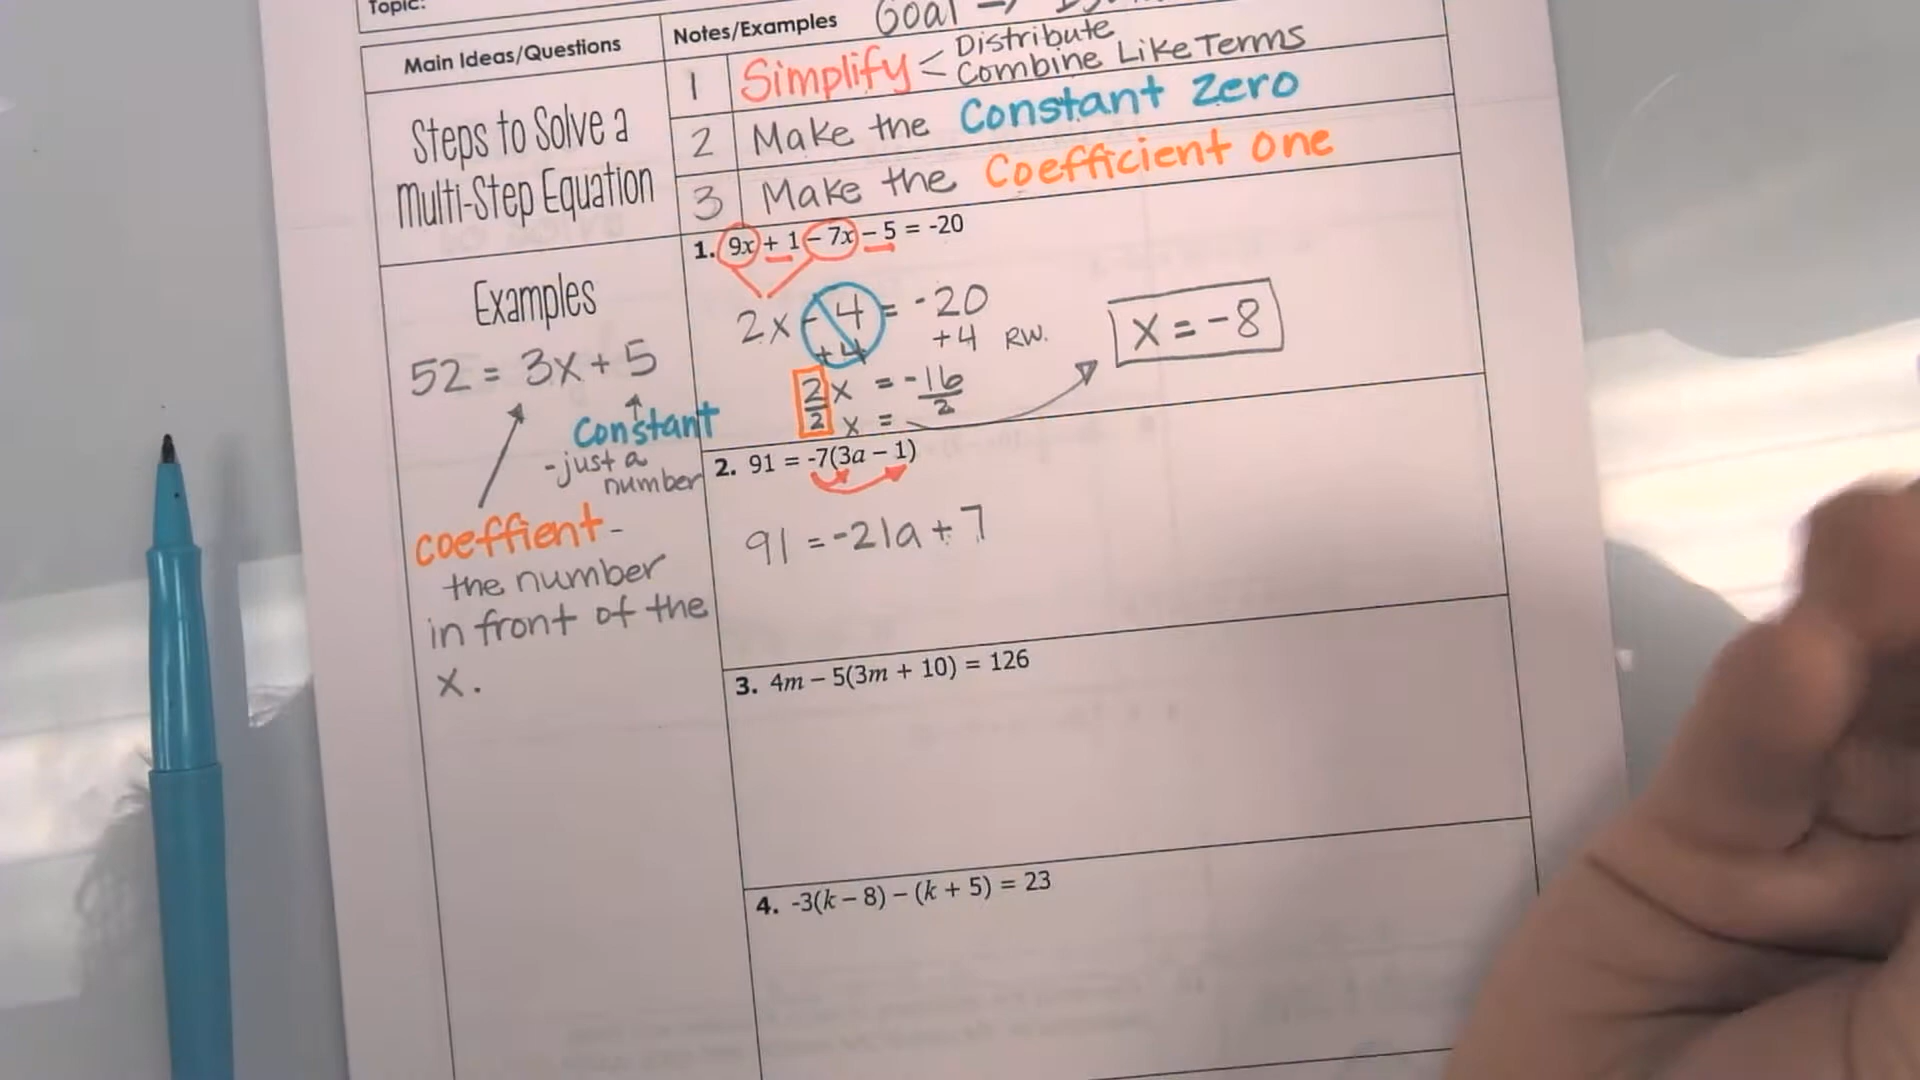 Topic:
Main Ideas/Questions
Notes/Examples
Goal →
Steps to Solve a
Multi-Step Equation
1 Simplify < Distribute
Combine Like Terms
2 Make the Constant zero
3 Make the Coefficient one
Examples
52 = 3x + 5
Constant
- just a
number
coeffient -
the number
in front of the
x.
1. 9x + 1 – 7x – 5 = -20
2x - 4 = -20
+4 +4 RW.
2/2 x = -16/2
x =
x = -8
2. 91 = -7(3a – 1)
91 = -21a + 7
3. 4m – 5(3m + 10) = 126
4. -3(k – 8) – (k + 5) = 23